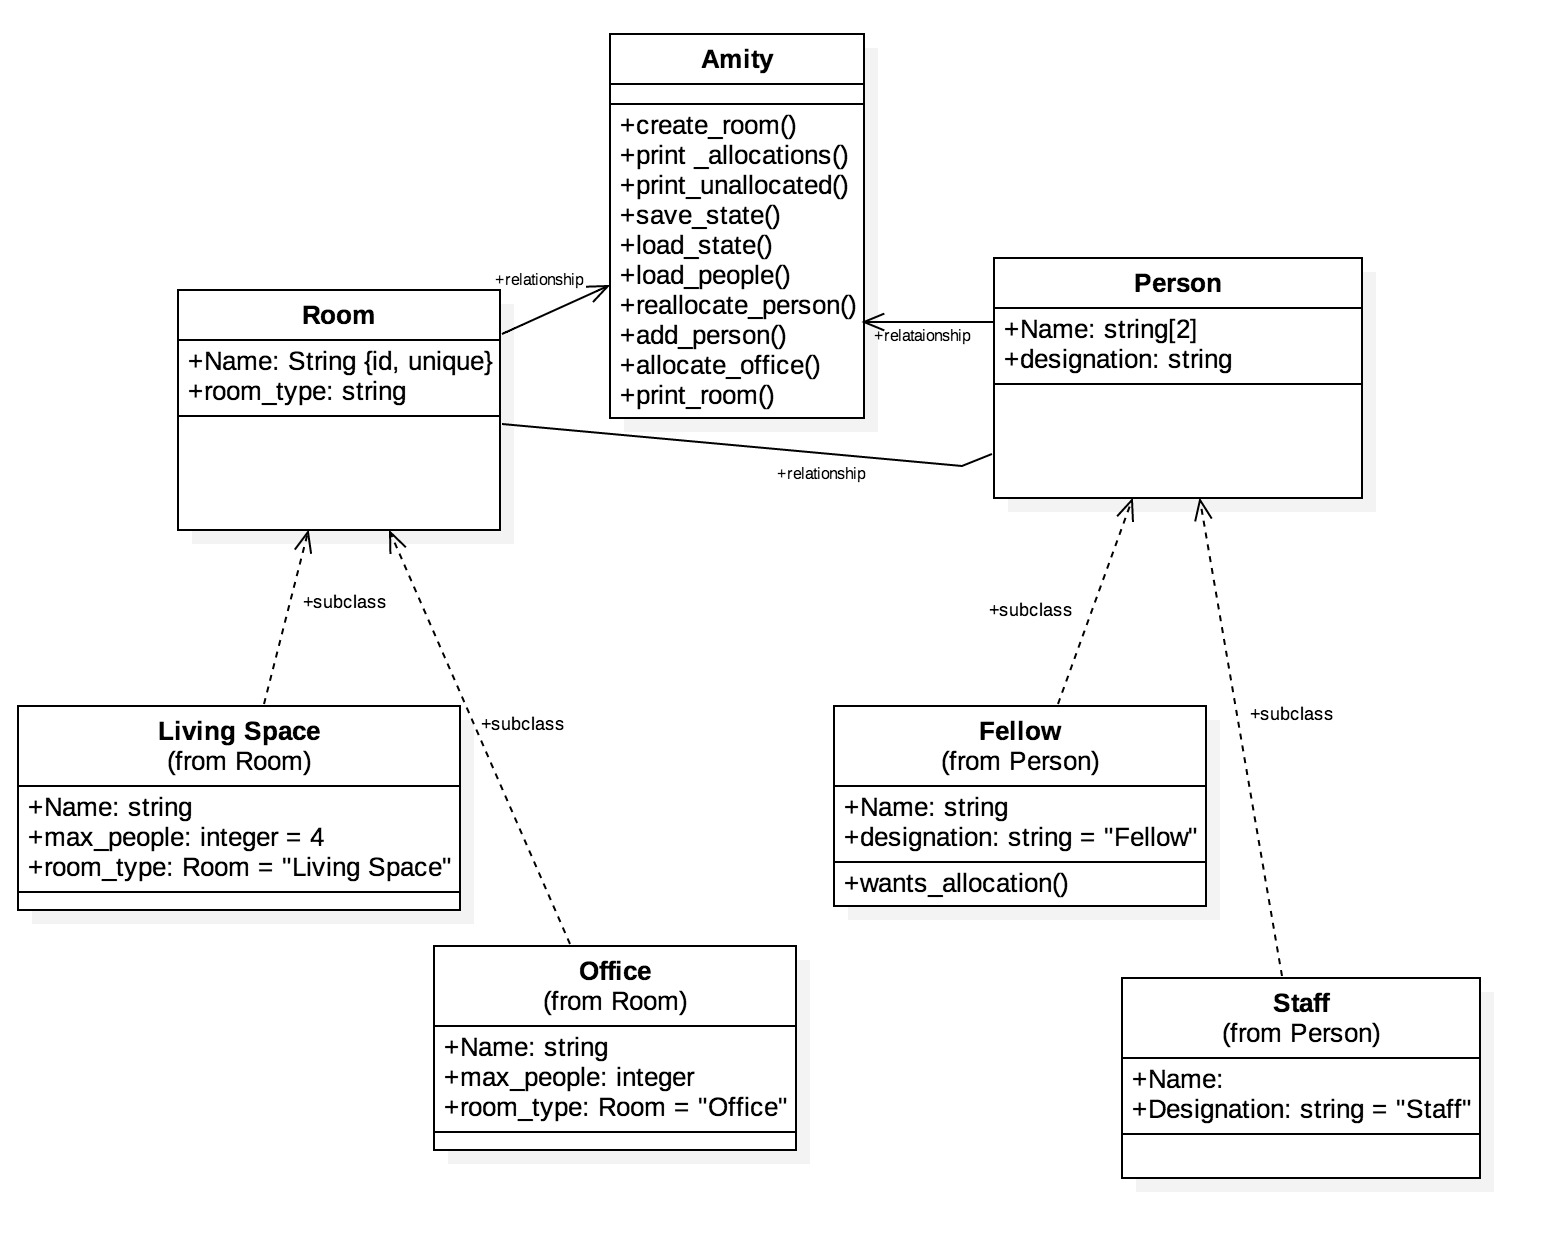 Amity
+create_room()
+print _allocations()
+print_unallocated()
+save_state()
+load_state()
+load_people()
+reallocate_person()
+add_person()
+allocate_office()
+print_room()
+relationship
Room
+Name: String {id, unique}
+room_type: string
Person
+Name: string[2]
+designation: string
+relataionship
+relationship
+subclass
+subclass
+subclass
+subclass
Living Space
(from Room)
+Name: string
+max_people: integer = 4
+room_type: Room = "Living Space"
Fellow
(from Person)
+Name: string
+designation: string = "Fellow"
+wants_allocation()
Office
(from Room)
+Name: string
+max_people: integer
+room_type: Room = "Office"
Staff
(from Person)
+Name:
+Designation: string = "Staff"